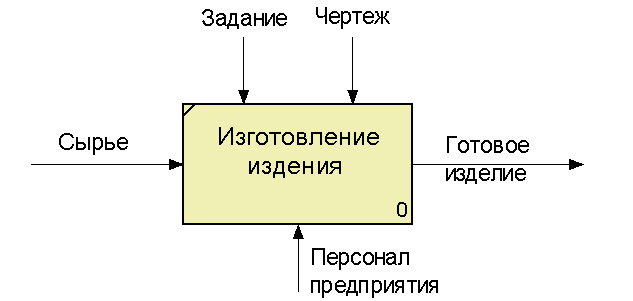 Задание
Чертеж
Сырье
Изготовление
издения
Готовое
изделие
0
Персонал
предприятия